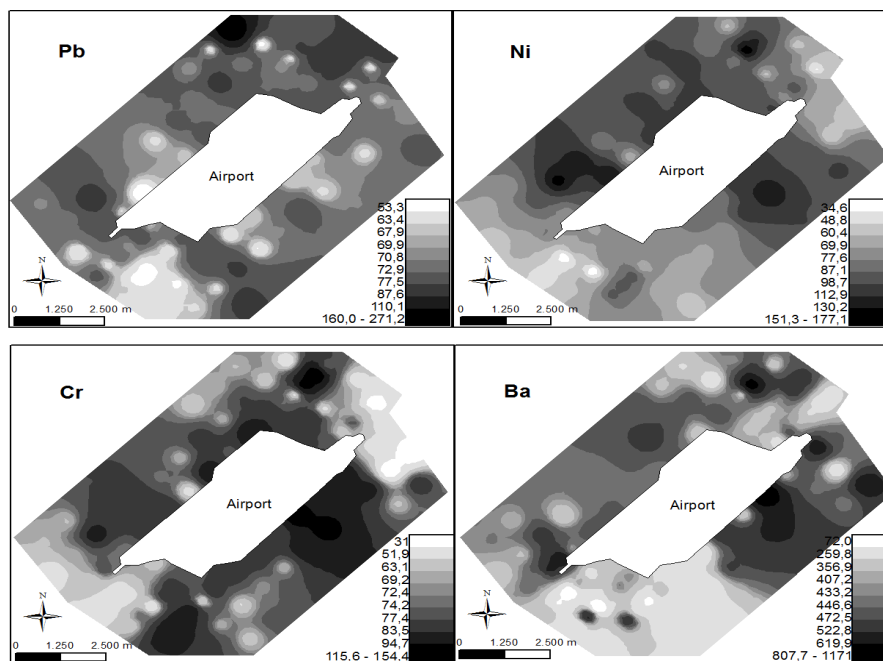 Pb
Airport
53,3
63,4
67,9
69,9
70,8
72,9
77,5
87,6
110,1
160,0 - 271,2
0 1.250 2.500 m
Ni
Airport
34,6
48,8
60,4
69,9
77,6
87,1
98,7
112,9
130,2
151,3 - 177,1
0 1.250 2.500 m
Cr
Airport
31
51,9
63,1
69,2
72,4
74,2
77,4
83,5
94,7
115,6 - 154,4
0 1.250 2.500 m
Ba
Airport
72,0
259,8
356,9
407,2
433,2
446,6
472,5
522,8
619,9
807,7 - 1171
0 1.250 2.500 m